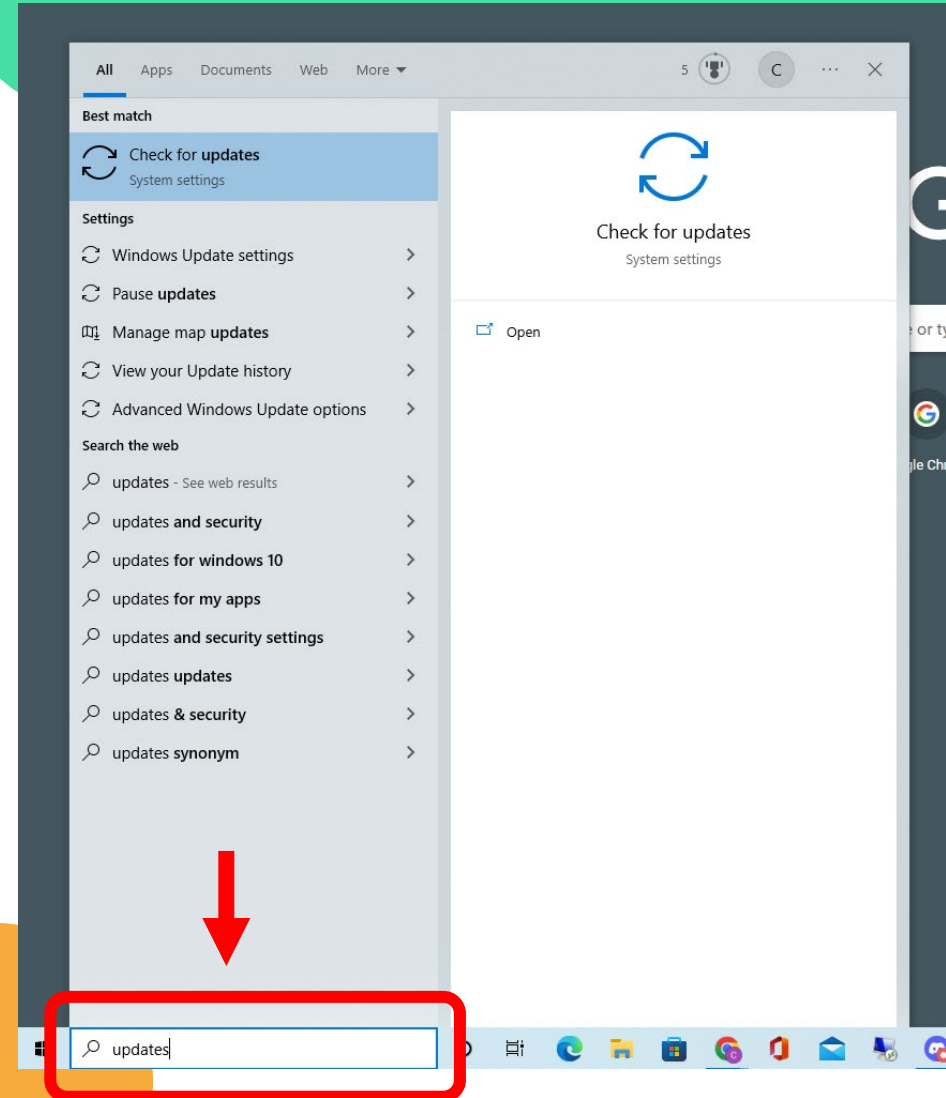 All Apps Documents Web More 5 C ...
Best match
Check for updates
System settings
Settings
Windows Update settings
Pause updates
Manage map updates
View your Update history
Advanced Windows Update options
Search the web
updates - See web results
updates and security
updates for windows 10
updates for my apps
updates and security settings
updates updates
updates & security
updates synonym
Check for updates
System settings
Open
or
updates